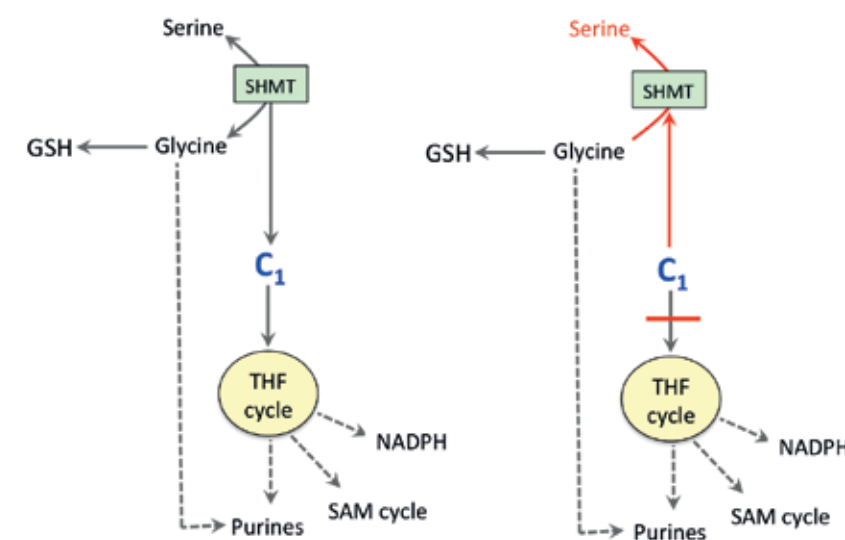 Serine
SHMT
GSH
Glycine
C1
THF
cycle
NADPH
SAM cycle
Purines
Serine
SHMT
GSH
Glycine
C1
THF
cycle
NADPH
SAM cycle
Purines